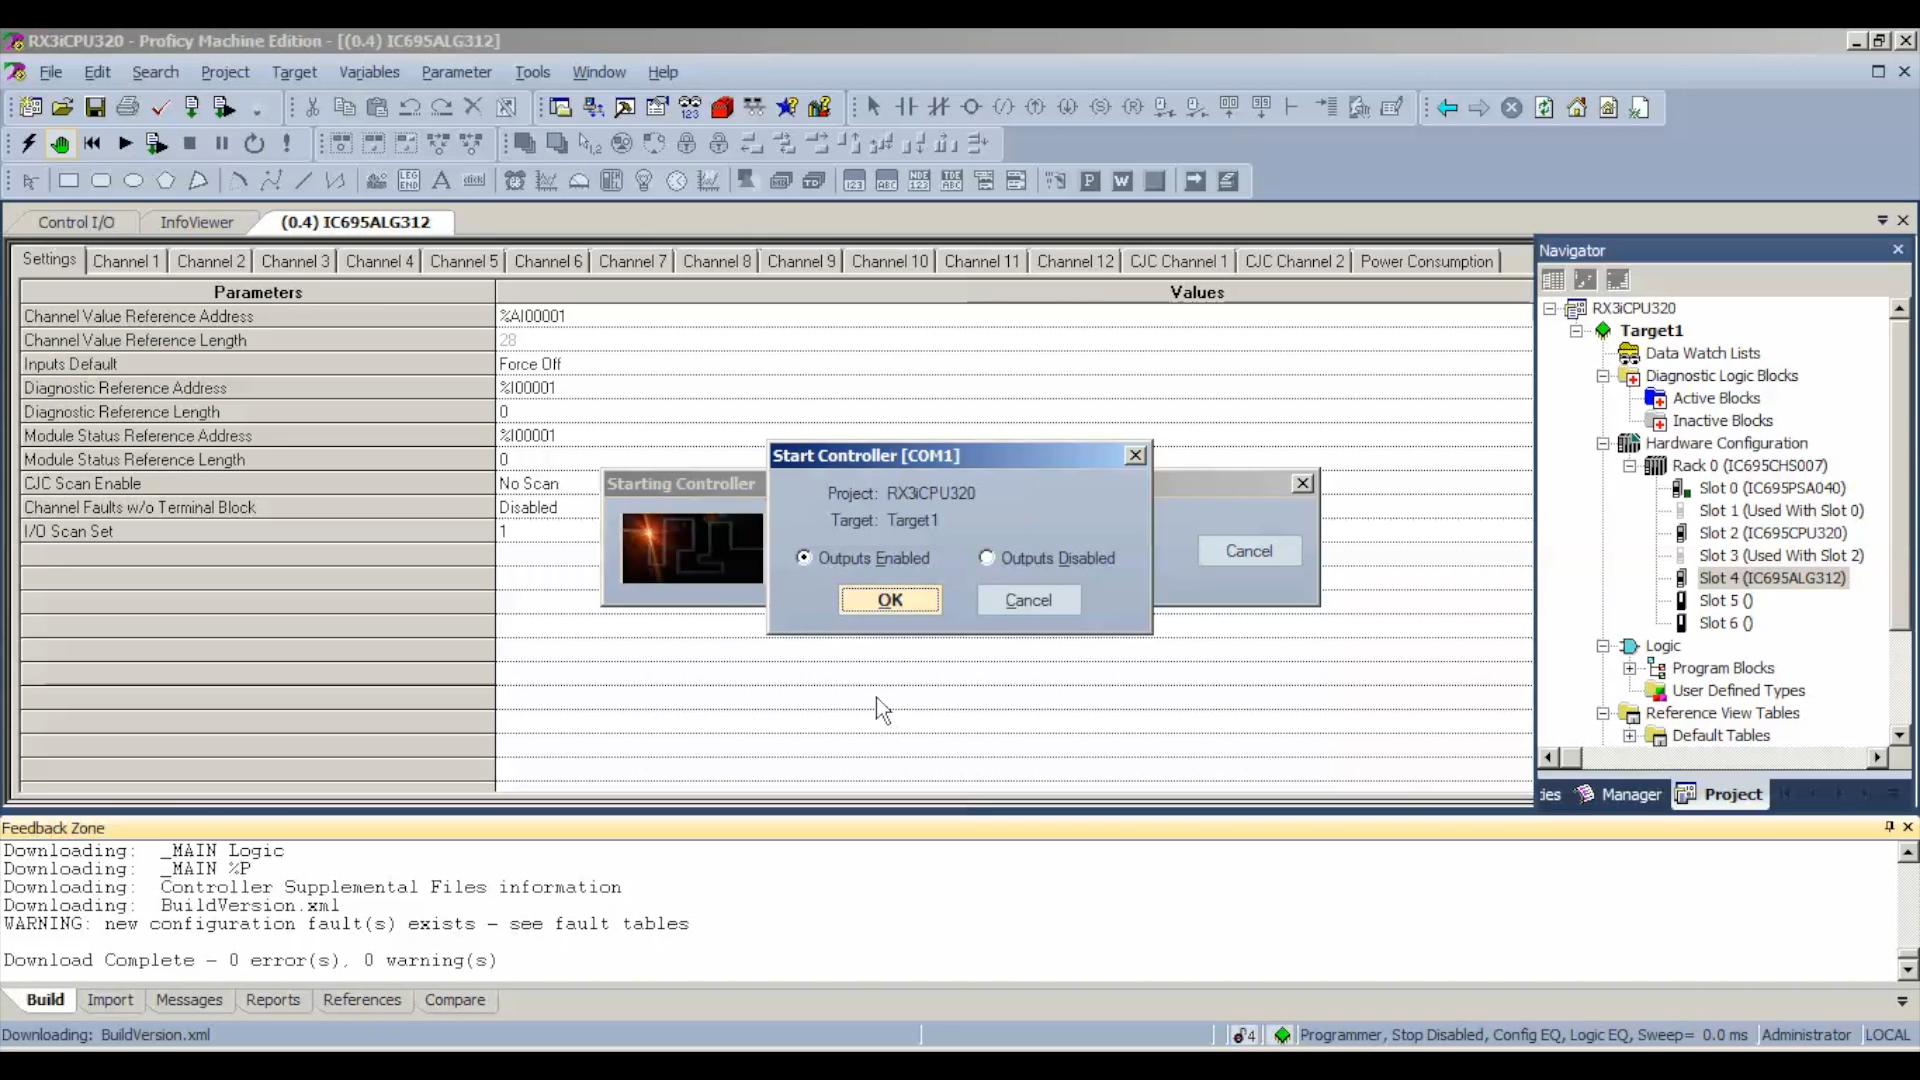 RX3iCPU320 - Proficy Machine Edition - [(0.4) IC695ALG312]
File Edit Search Project Target Variables Parameter Tools Window Help
Control I/O InfoViewer (0.4) IC695ALG312
Settings Channel 1 Channel 2 Channel 3 Channel 4 Channel 5 Channel 6 Channel 7 Channel 8 Channel 9 Channel 10 Channel 11 Channel 12 CJC Channel 1 CJC Channel 2 Power Consumption
Parameters Values
Channel Value Reference Address %AI00001
Channel Value Reference Length 28
Inputs Default Force Off
Diagnostic Reference Address %I00001
Diagnostic Reference Length 0
Module Status Reference Address %I00001
Module Status Reference Length 0
CJC Scan Enable No Scan
Channel Faults w/o Terminal Block Disabled
I/O Scan Set 1
Starting Controller
Cancel
Start Controller [COM1]
Project: RX3iCPU320
Target: Target1
Outputs Enabled Outputs Disabled
OK Cancel
Navigator
RX3iCPU320
Target1
Data Watch Lists
Diagnostic Logic Blocks
Active Blocks
Inactive Blocks
Hardware Configuration
Rack 0 (IC695CHS007)
Slot 0 (IC695PSA040)
Slot 1 (Used With Slot 0)
Slot 2 (IC695CPU320)
Slot 3 (Used With Slot 2)
Slot 4 (IC695ALG312)
Slot 5 ()
Slot 6 ()
Logic
Program Blocks
User Defined Types
Reference View Tables
Default Tables
ties Manager Project
Feedback Zone
Downloading: _MAIN Logic
Downloading: _MAIN %P
Downloading: Controller Supplemental Files information
Downloading: BuildVersion.xml
WARNING: new configuration fault(s) exists - see fault tables
Download Complete - 0 error(s), 0 warning(s)
Build Import Messages Reports References Compare
Downloading: BuildVersion.xml 4 Programmer, Stop Disabled, Config EQ, Logic EQ, Sweep= 0.0 ms Administrator LOCAL